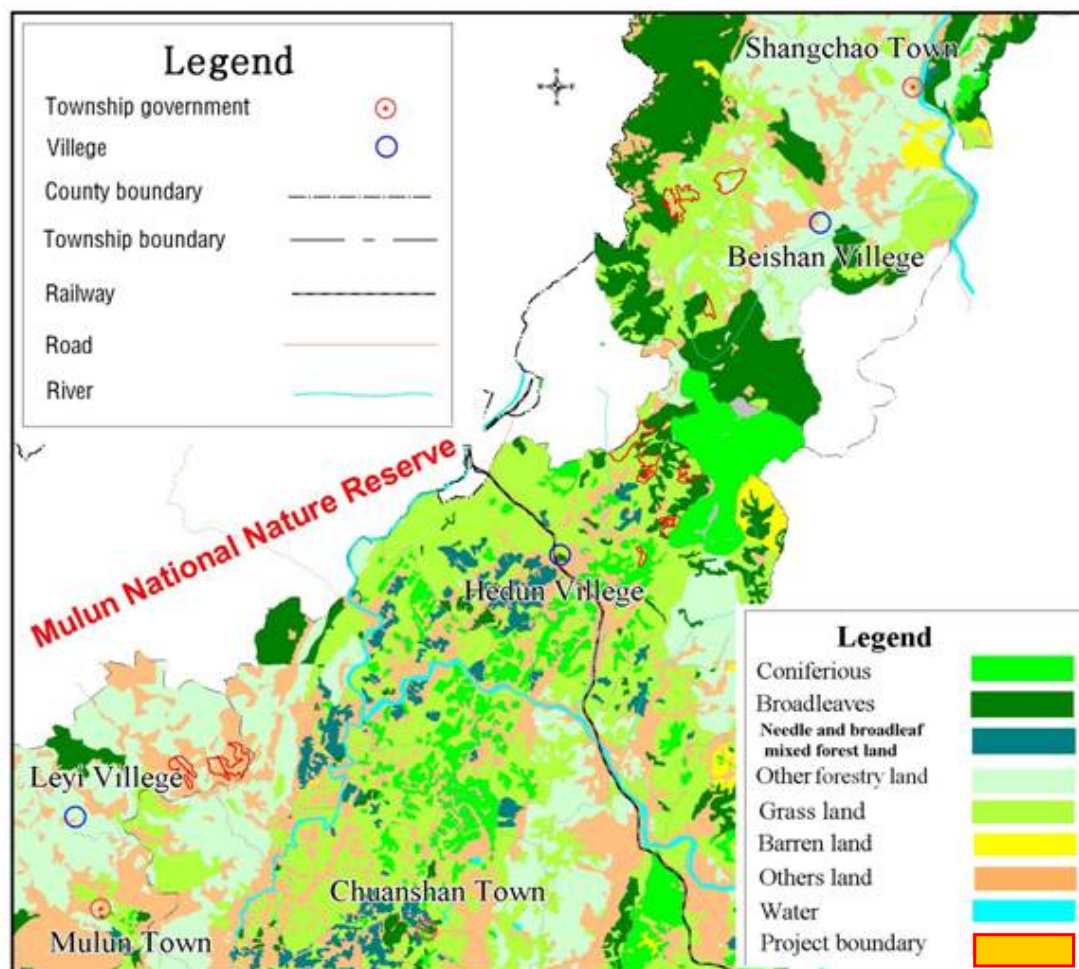 Legend
Township government
Villege
County boundary
Township boundary
Railway
Road
River
Shangchao Town
Beishan Villege
Mulun National Nature Reserve
Hedun Villege
Leyi Villege
Chuanshan Town
Mulun Town
Legend
Coniferious
Broadleaves
Needle and broadleaf
mixed forest land
Other forestry land
Grass land
Barren land
Others land
Water
Project boundary